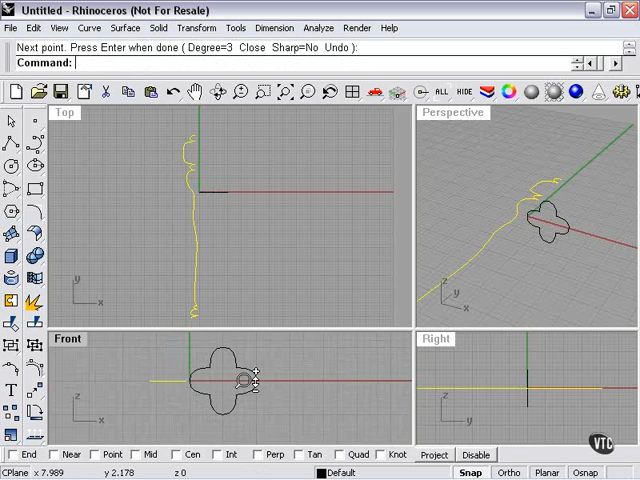 Untitled - Rhinoceros (Not For Resale)
File Edit View Curve Surface Solid Transform Tools Dimension Analyze Render Help
Next point. Press Enter when done ( Degree=3 Close Sharp=No Undo ):
Command:
ALL HIDE
Top
Perspective
y
x
z
y
x
Front
Right
z
x
z
y
T
VTC
End Near Point Mid Cen Int Perp Tan Quad Knot Project Disable
CPlane x 7.989 y 2.178 z 0 Default Snap Ortho Planar Osnap